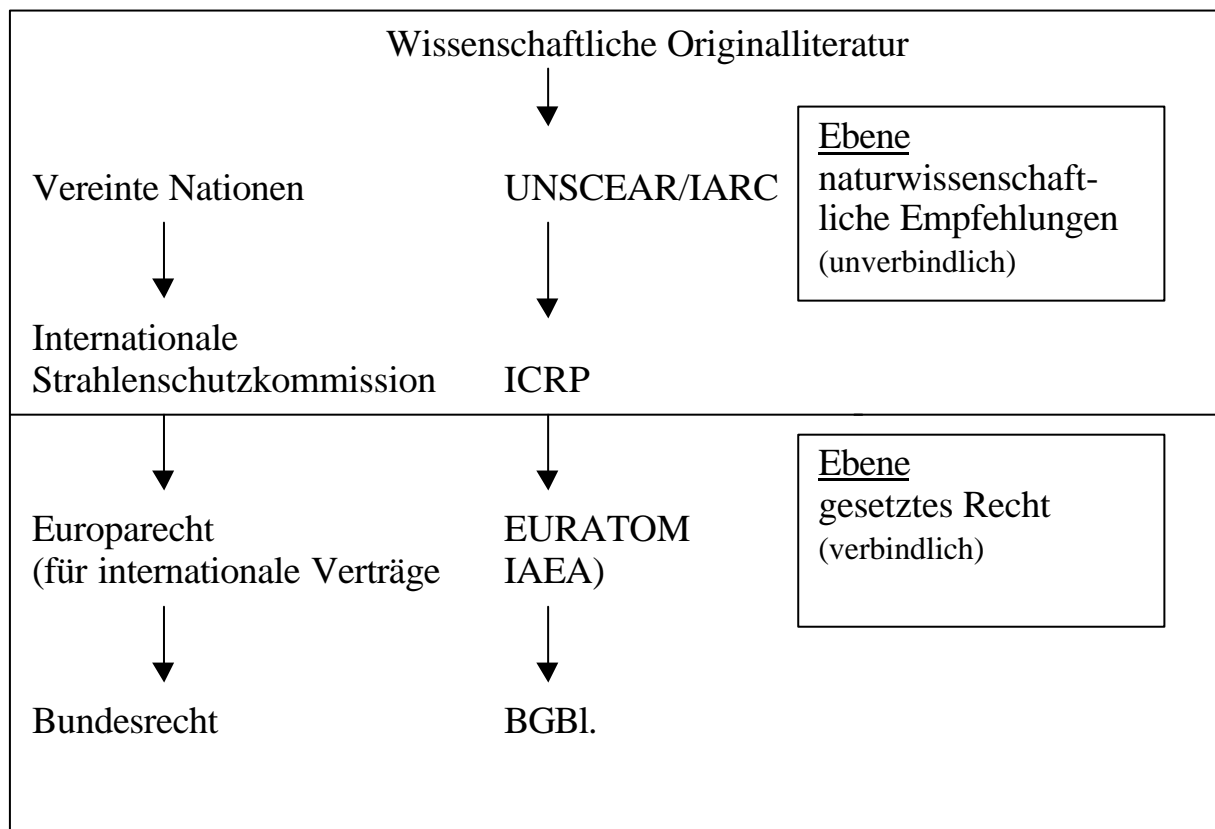 Wissenschaftliche Originalliteratur
Vereinte Nationen
UNSCEAR/IARC
Ebene
naturwissenschaft-
liche Empfehlungen
(unverbindlich)
Internationale
Strahlenschutzkommission
ICRP
Europarecht
(für internationale Verträge
EURATOM
IAEA)
Ebene
gesetztes Recht
(verbindlich)
Bundesrecht
BGBl.